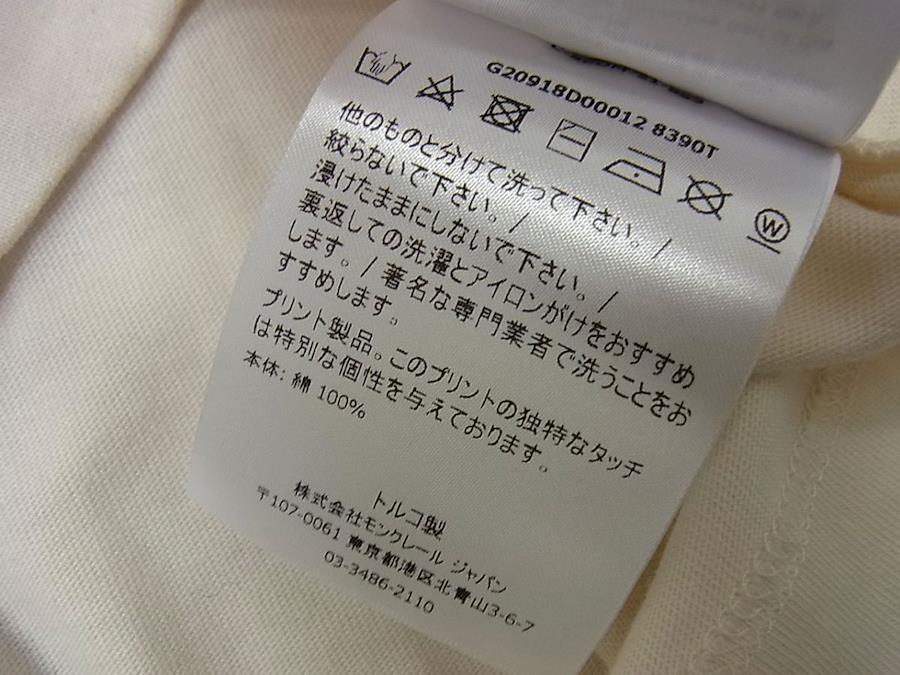 G20918D00012 8390T
W
他のものと分けて洗って下さい。/
絞らないで下さい。/
浸けたままにしないで下さい。/
裏返しての洗濯とアイロンがけをおすすめ
します。/ 著名な専門業者で洗うことをお
すすめします。
プリント製品。このプリントの独特なタッチ
は特別な個性を与えております。
本体: 綿 100%
トルコ製
株式会社モンクレール ジャパン
〒107-0061 東京都港区北青山3-6-7
03-3486-2110